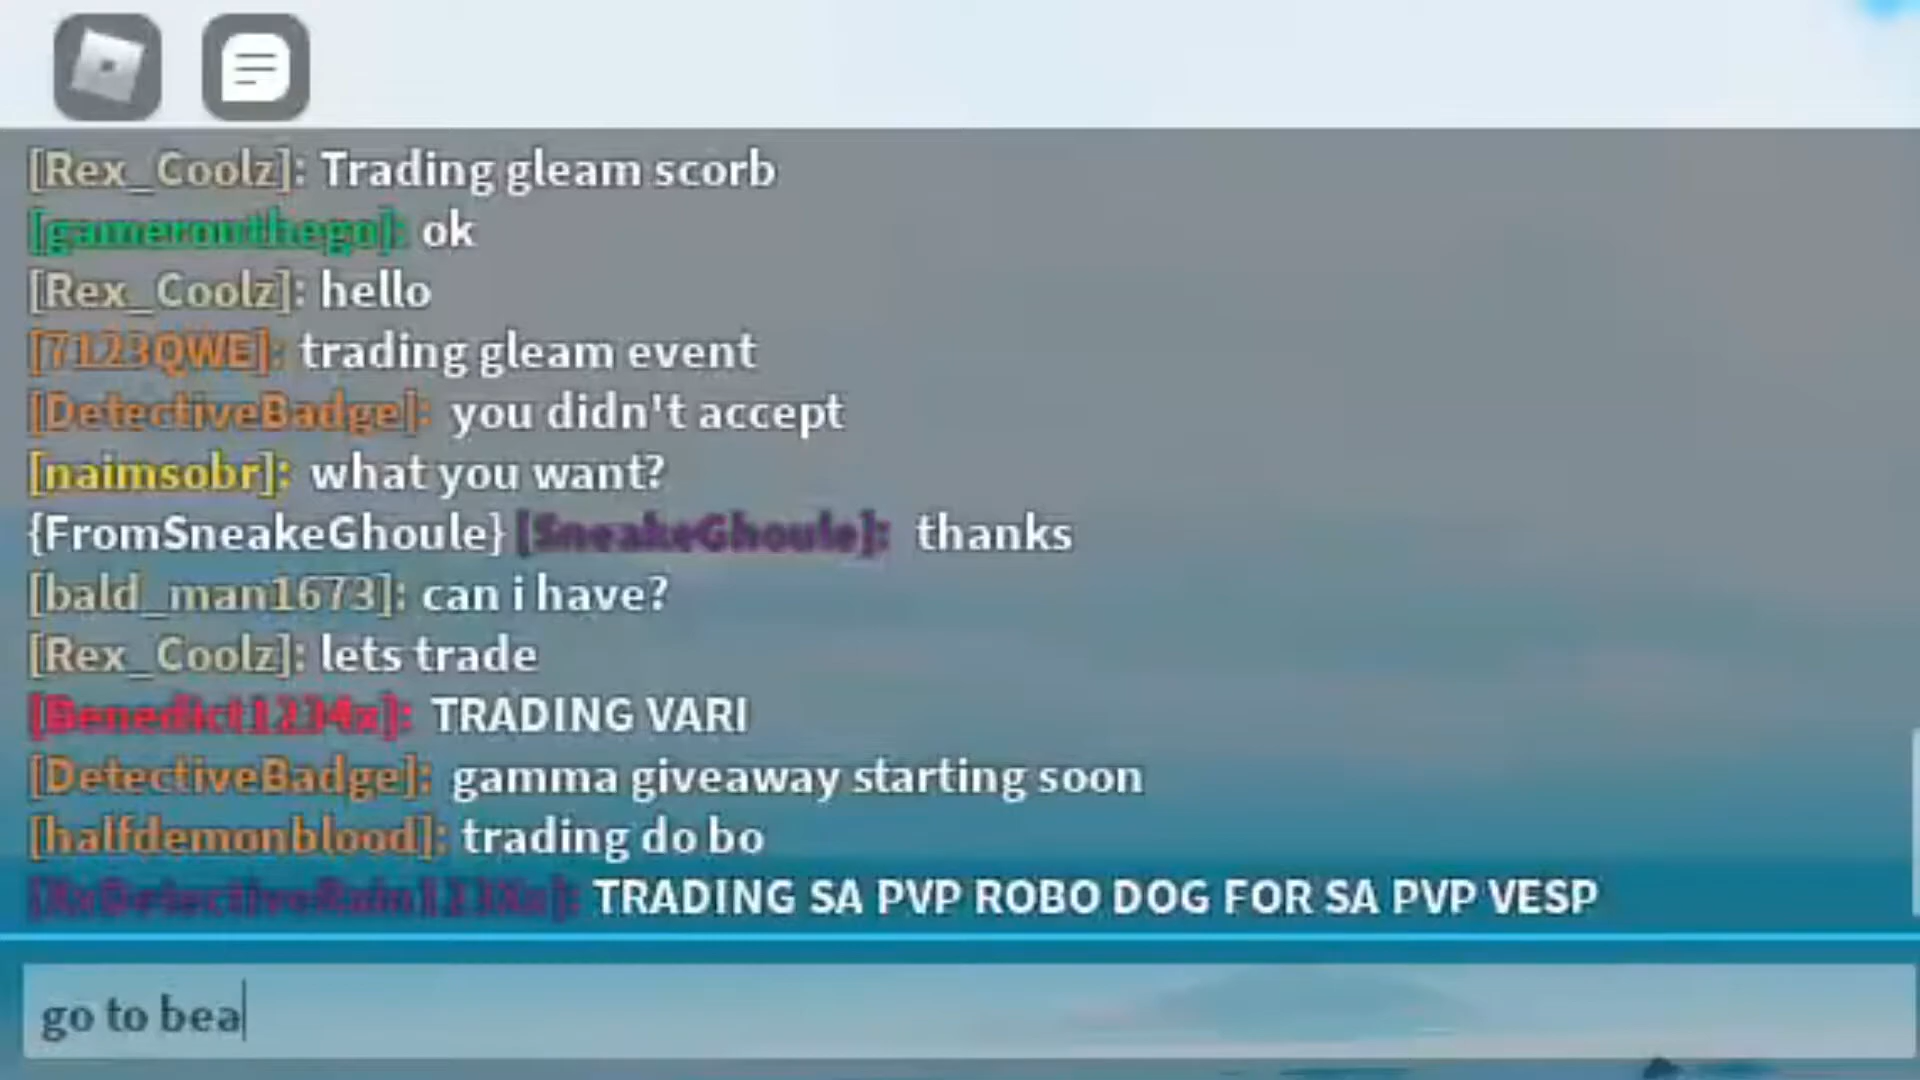 [Rex_Coolz]: Trading gleam scorb
[gameronthego]: ok
[Rex_Coolz]: hello
[7123QWE]: trading gleam event
[DetectiveBadge]: you didn't accept
[naimsobr]: what you want?
{FromSneakeGhoule} [SneakeGhoule]: thanks
[bald_man1673]: can i have?
[Rex_Coolz]: lets trade
[Benedict1234x]: TRADING VARI
[DetectiveBadge]: gamma giveaway starting soon
[halfdemonblood]: trading do bo
[XxDetectiveRain123Xx]: TRADING SA PVP ROBO DOG FOR SA PVP VESP
go to bea